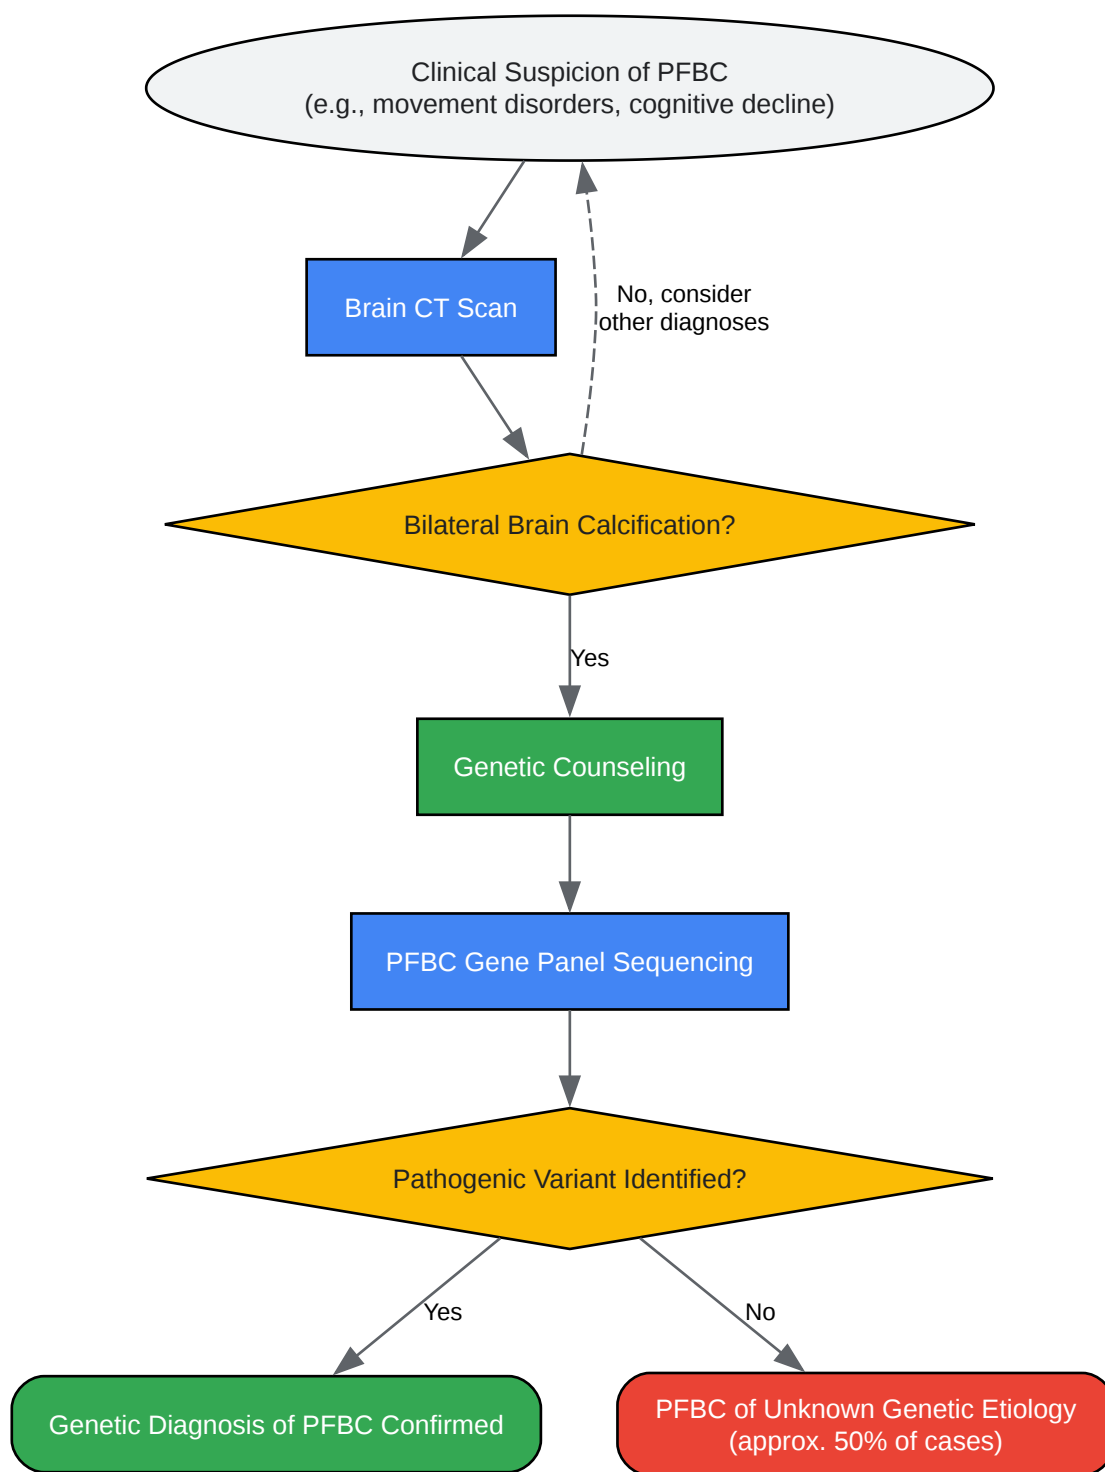 Clinical Suspicion of PFBC
(e.g., movement disorders, cognitive decline)
Brain CT Scan
No, consider
other diagnoses
Bilateral Brain Calcification?
Yes
Genetic Counseling
PFBC Gene Panel Sequencing
Pathogenic Variant Identified?
Yes
No
Genetic Diagnosis of PFBC Confirmed
PFBC of Unknown Genetic Etiology
(approx. 50% of cases)